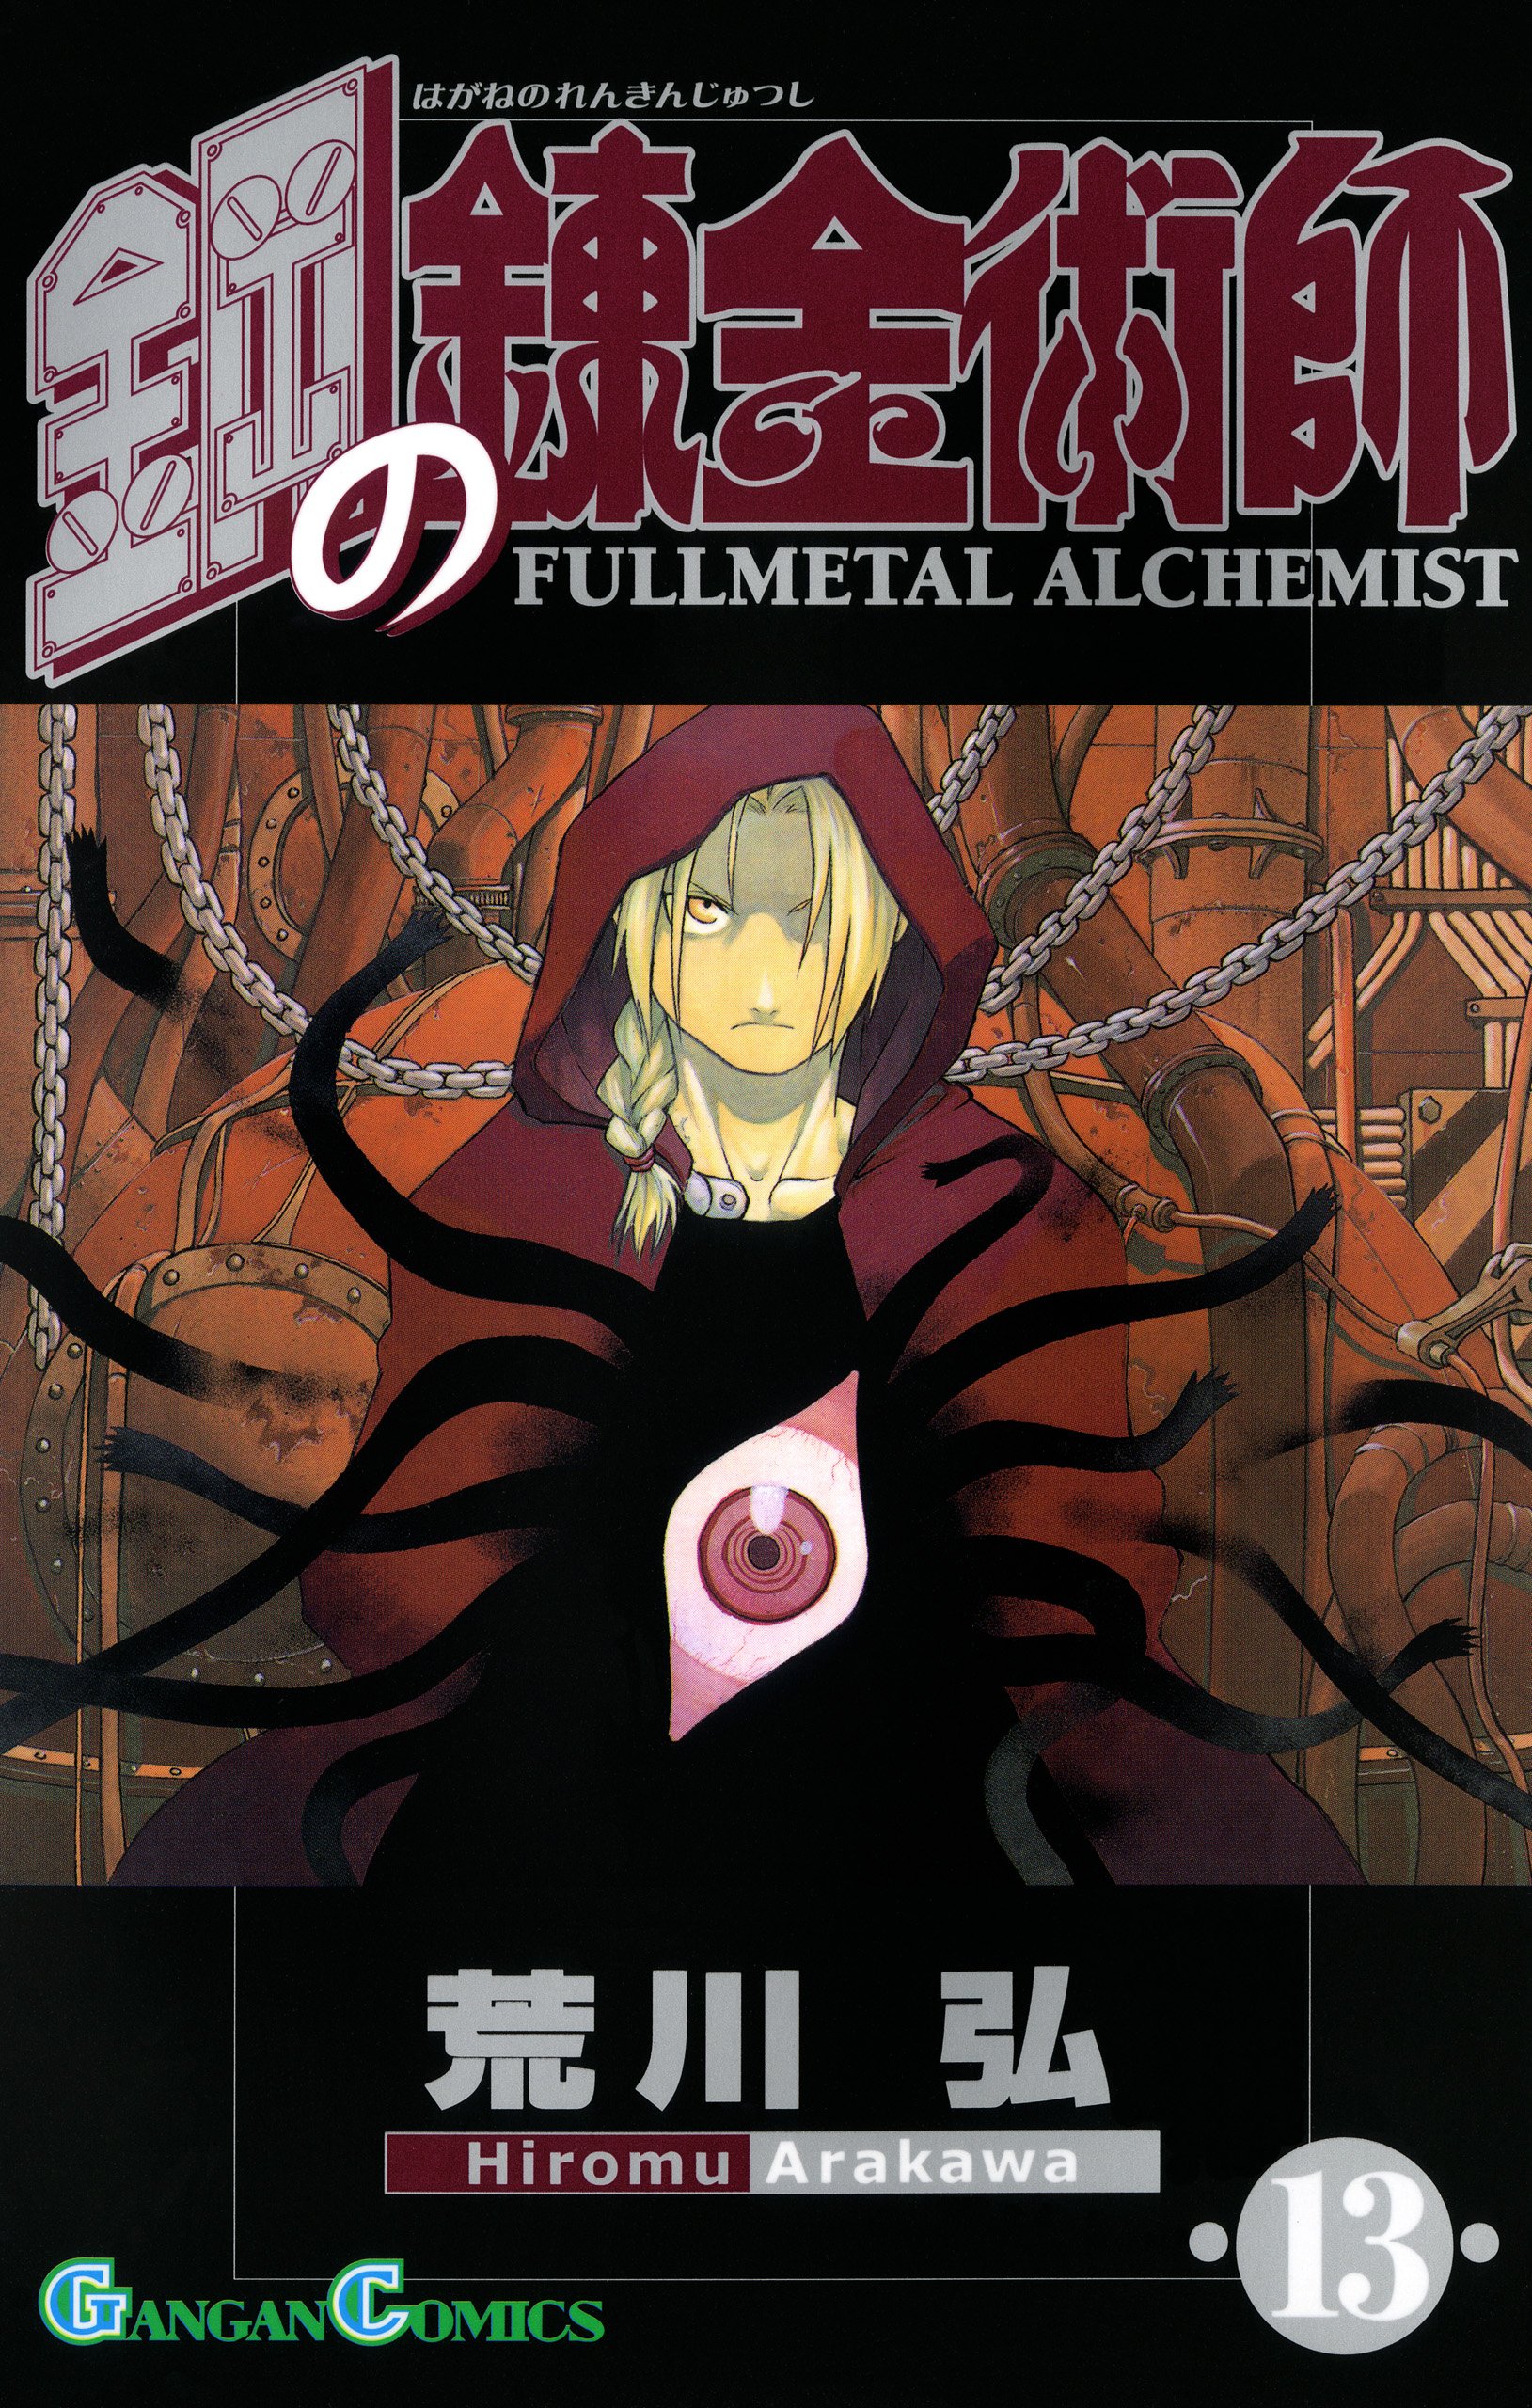 はがねのれんきんじゅつし
鋼の錬金術師
FULLMETAL ALCHEMIST
荒川 弘
Hiromu Arakawa
13
GANGAN COMICS